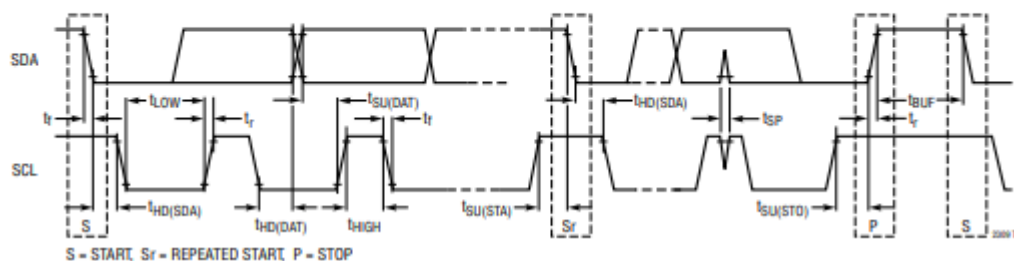 SDA
tLOW
tSU(DAT)
tHD(SDA)
tBUF
tf
tr
tf
tSP
tr
SCL
tHD(SDA)
tHD(DAT)
tHIGH
tSU(STA)
tSU(STO)
S
Sr
P
S
S = START, Sr = REPEATED START, P = STOP